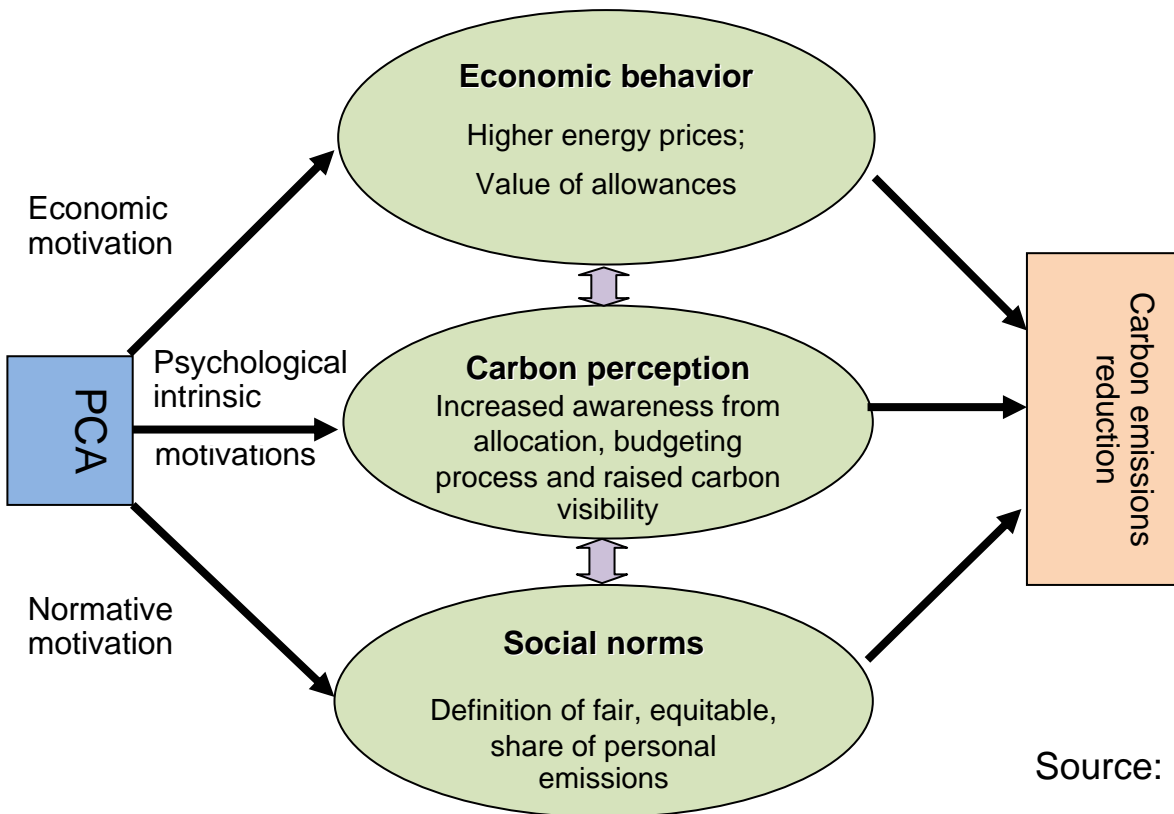 Economic behavior
Higher energy prices;
Value of allowances
Economic
motivation
PCA
Psychological
intrinsic
motivations
Carbon perception
Increased awareness from
allocation, budgeting
process and raised carbon
visibility
Normative
motivation
Social norms
Definition of fair, equitable,
share of personal
emissions
Carbon emissions
reduction
Source: